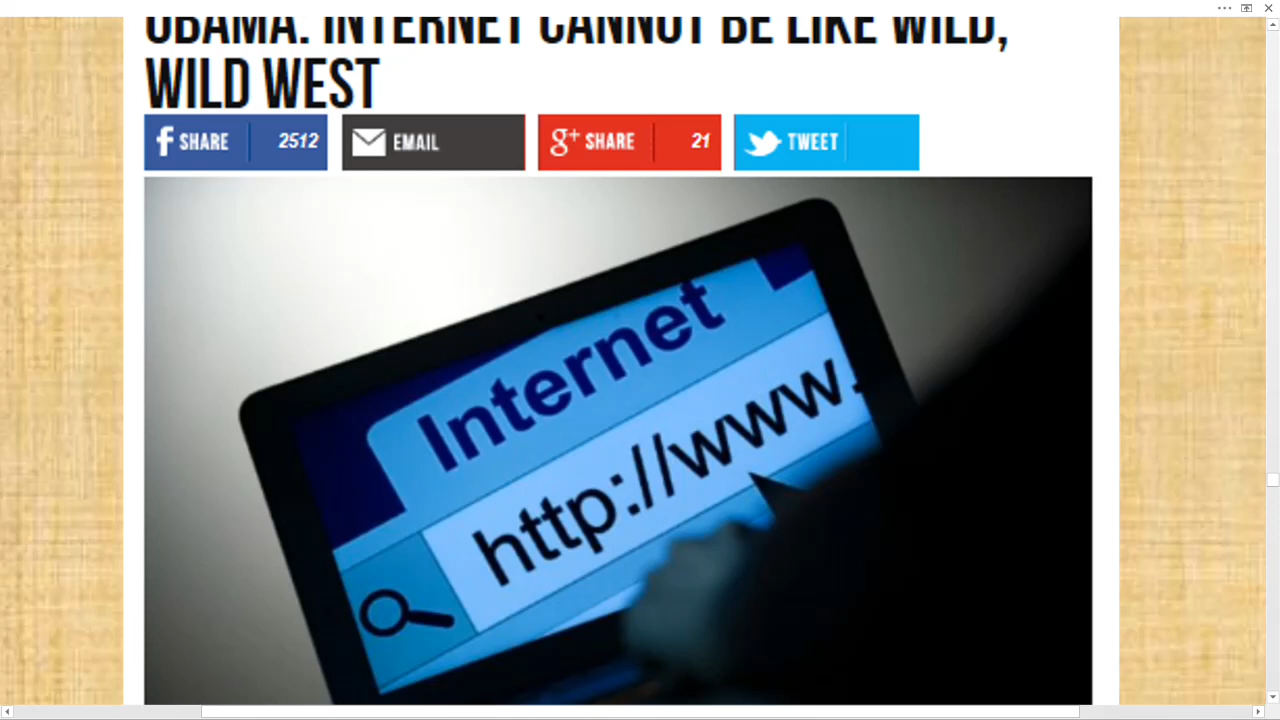 OBAMA: INTERNET CANNOT BE LIKE WILD,
WILD WEST
f SHARE 2512
EMAIL
g+ SHARE 21
TWEET
Internet
http://www.